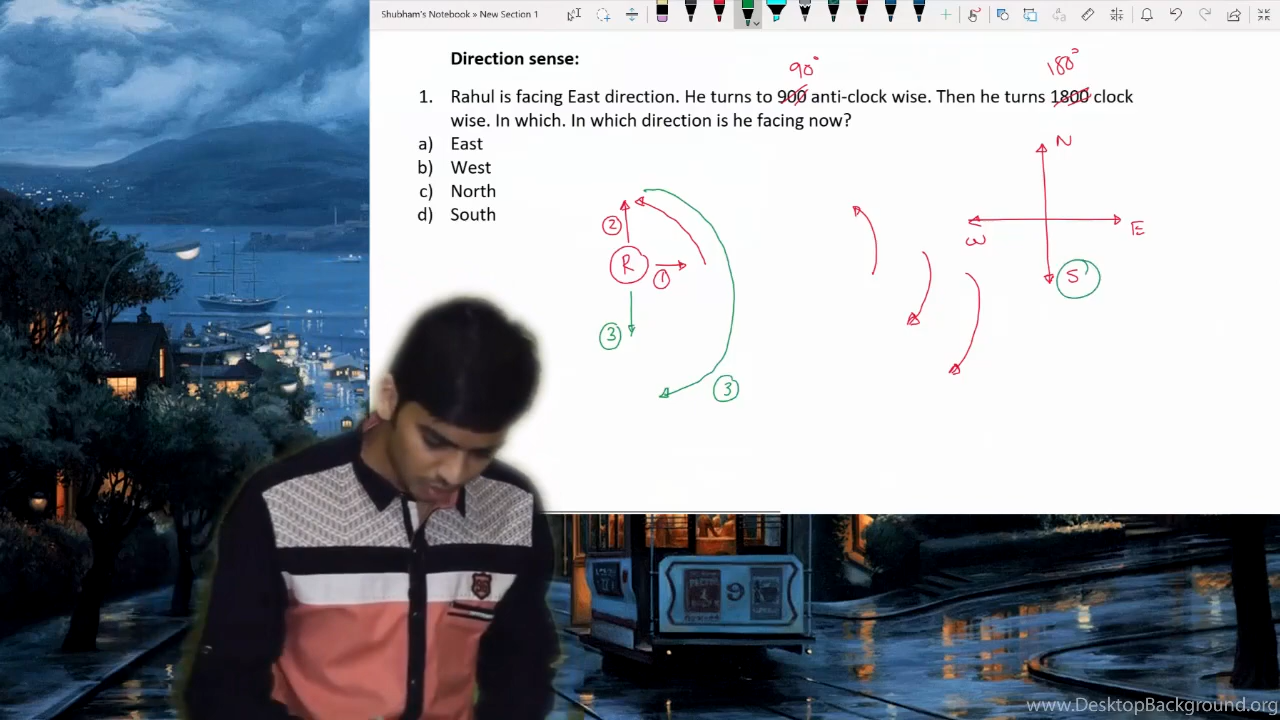 Shubham's Notebook » New Section 1
Direction sense:
90° 180°
1. Rahul is facing East direction. He turns to 900 anti-clock wise. Then he turns 1800 clock
wise. In which. In which direction is he facing now?
a) East
b) West
c) North
d) South
N
W E
S
2
R
1
3
3
9
www.DesktopBackground.org